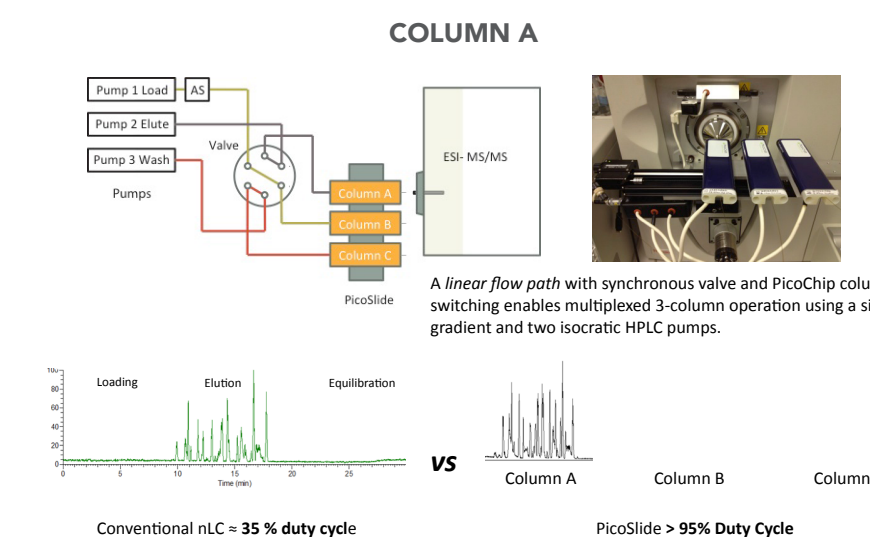 COLUMN A
Pump 1 Load
AS
Pump 2 Elute
Pump 3 Wash
Pumps
Valve
Column A
Column B
Column C
PicoSlide
ESI- MS/MS
A linear flow path with synchronous valve and PicoChip colu
switching enables multiplexed 3-column operation using a si
gradient and two isocratic HPLC pumps.
100
80
60
40
20
0
Loading
Elution
Equilibration
0 5 10 15 20 25
Time (min)
Conventional nLC ≈ 35 % duty cycle
vs
Column A
Column B
Column
PicoSlide > 95% Duty Cycle